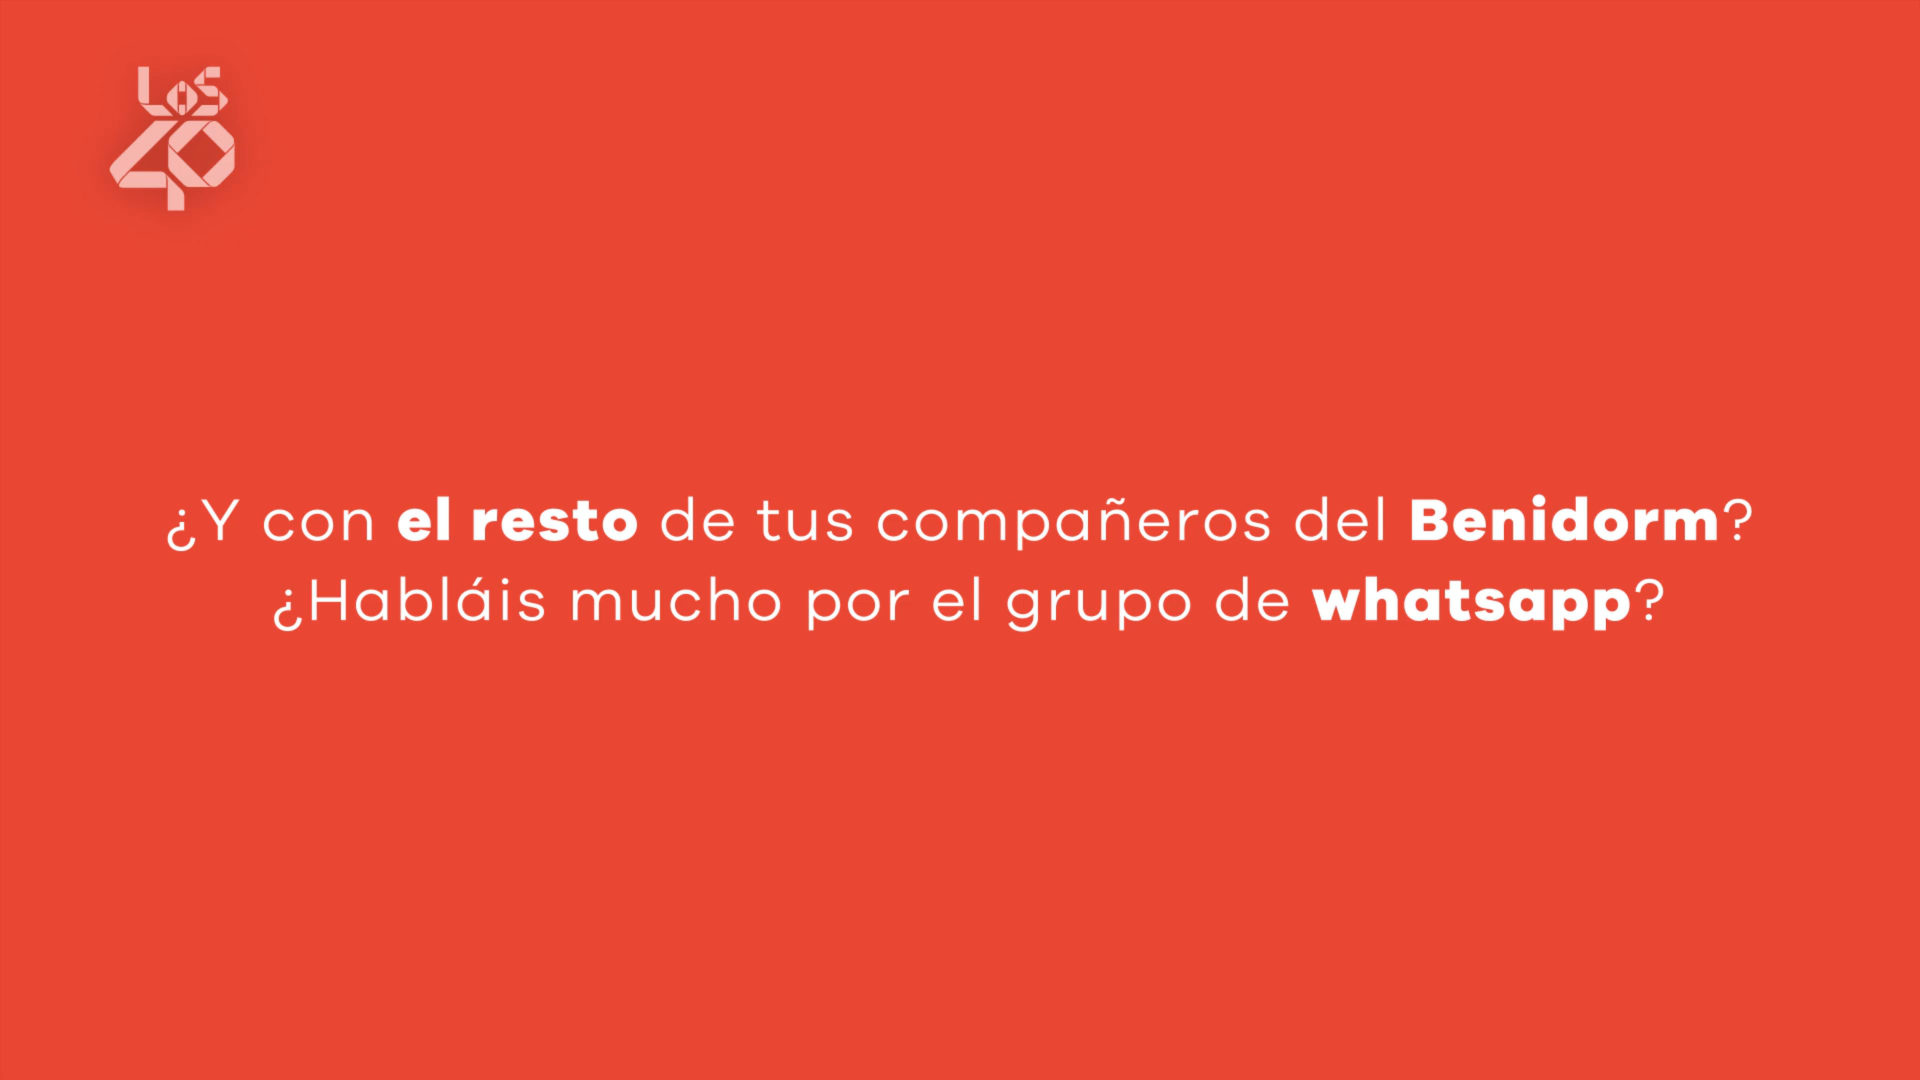 LOS
40
¿Y con el resto de tus compañeros del Benidorm?
¿Habláis mucho por el grupo de whatsapp?